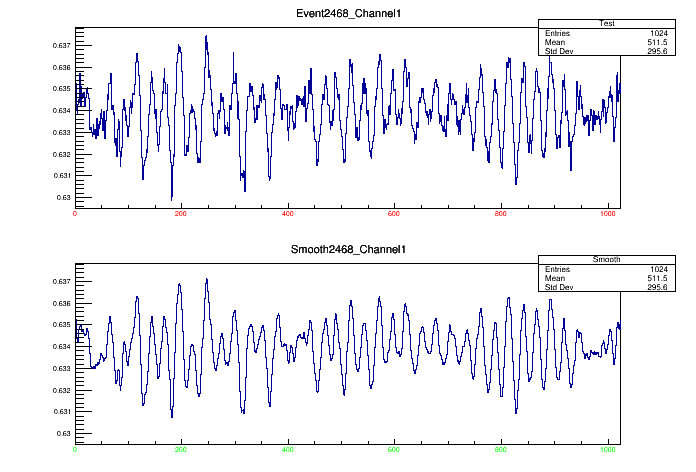 Event2468_Channel1
Test
Entries 1024
Mean 511.5
Std Dev 295.6
0.637
0.636
0.635
0.634
0.633
0.632
0.631
0.63
0 200 400 600 800 1000
Smooth2468_Channel1
Smooth
Entries 1024
Mean 511.5
Std Dev 295.6
0.637
0.636
0.635
0.634
0.633
0.632
0.631
0.63
0 200 400 600 800 1000